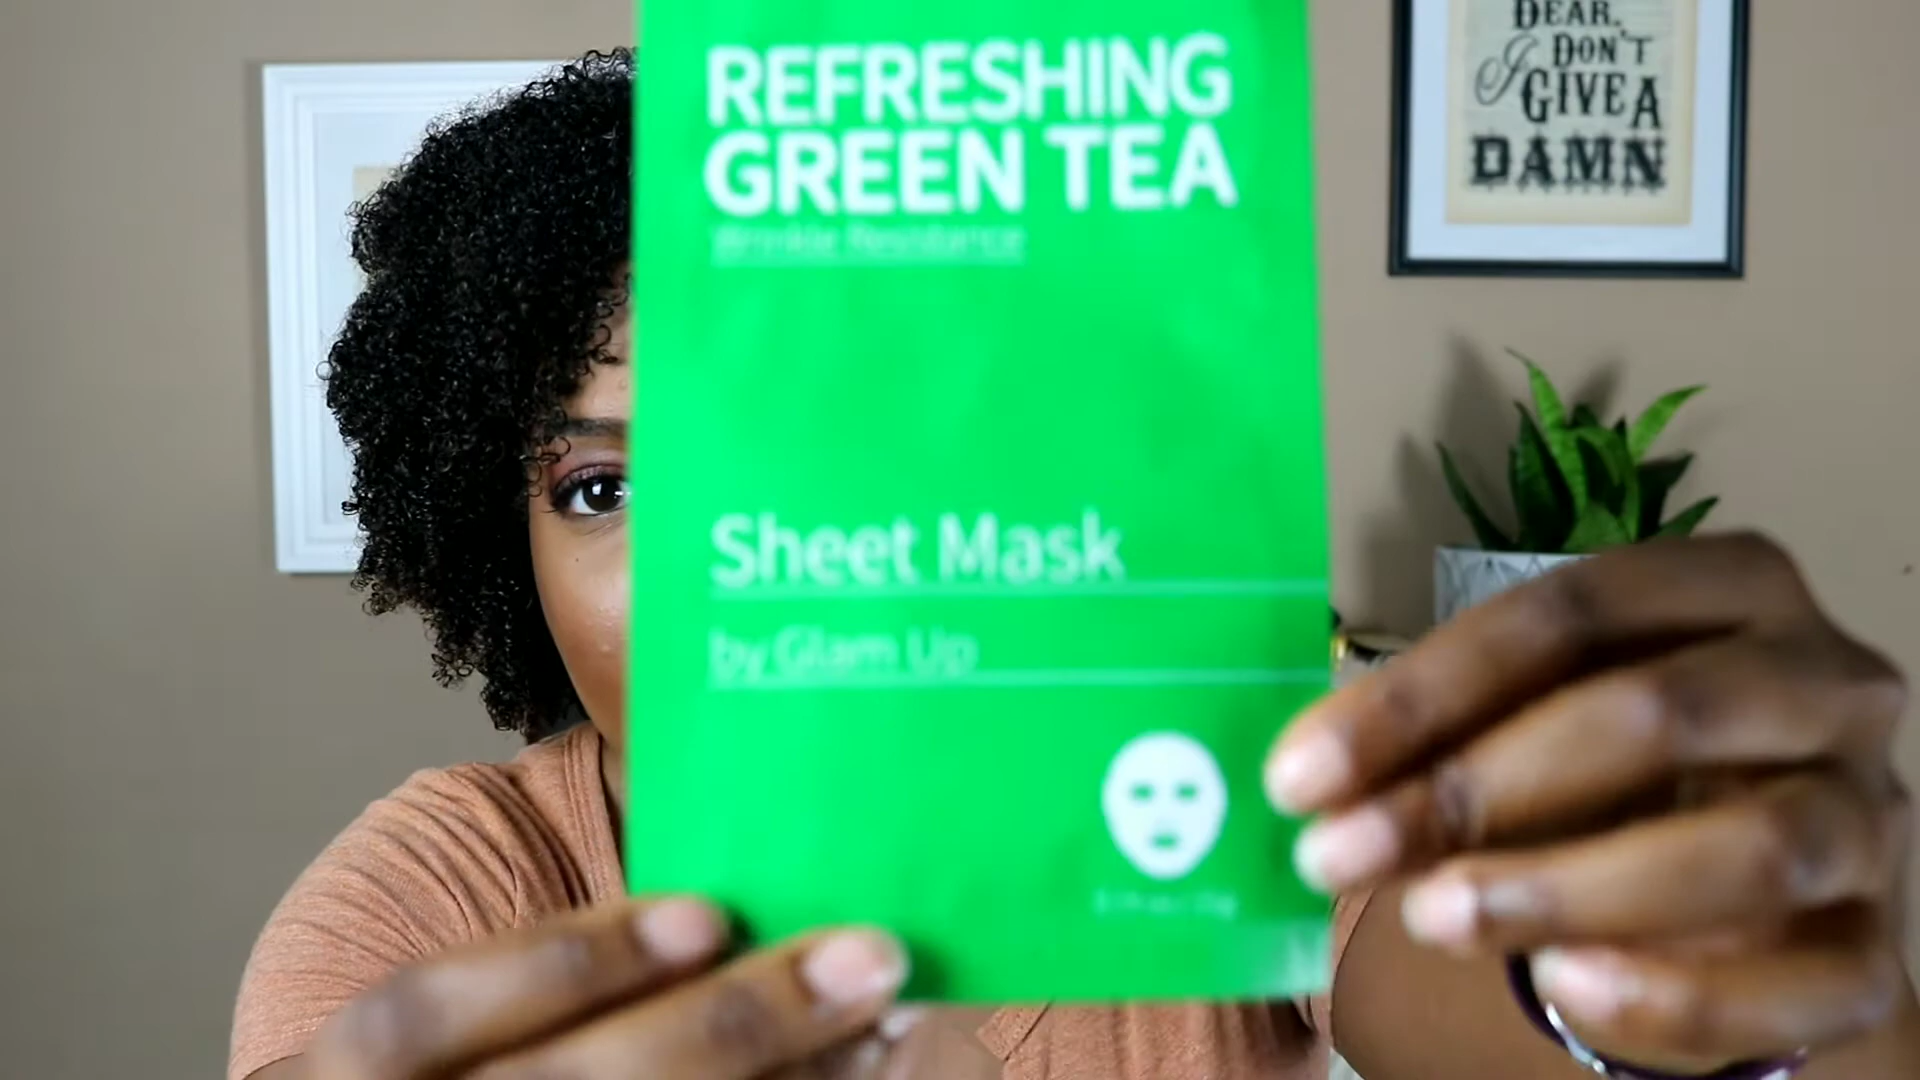 REFRESHING
GREEN TEA
Wrinkle Resistance
Sheet Mask
by Glam Up
DEAR,
I DON'T
GIVE A
DAMN